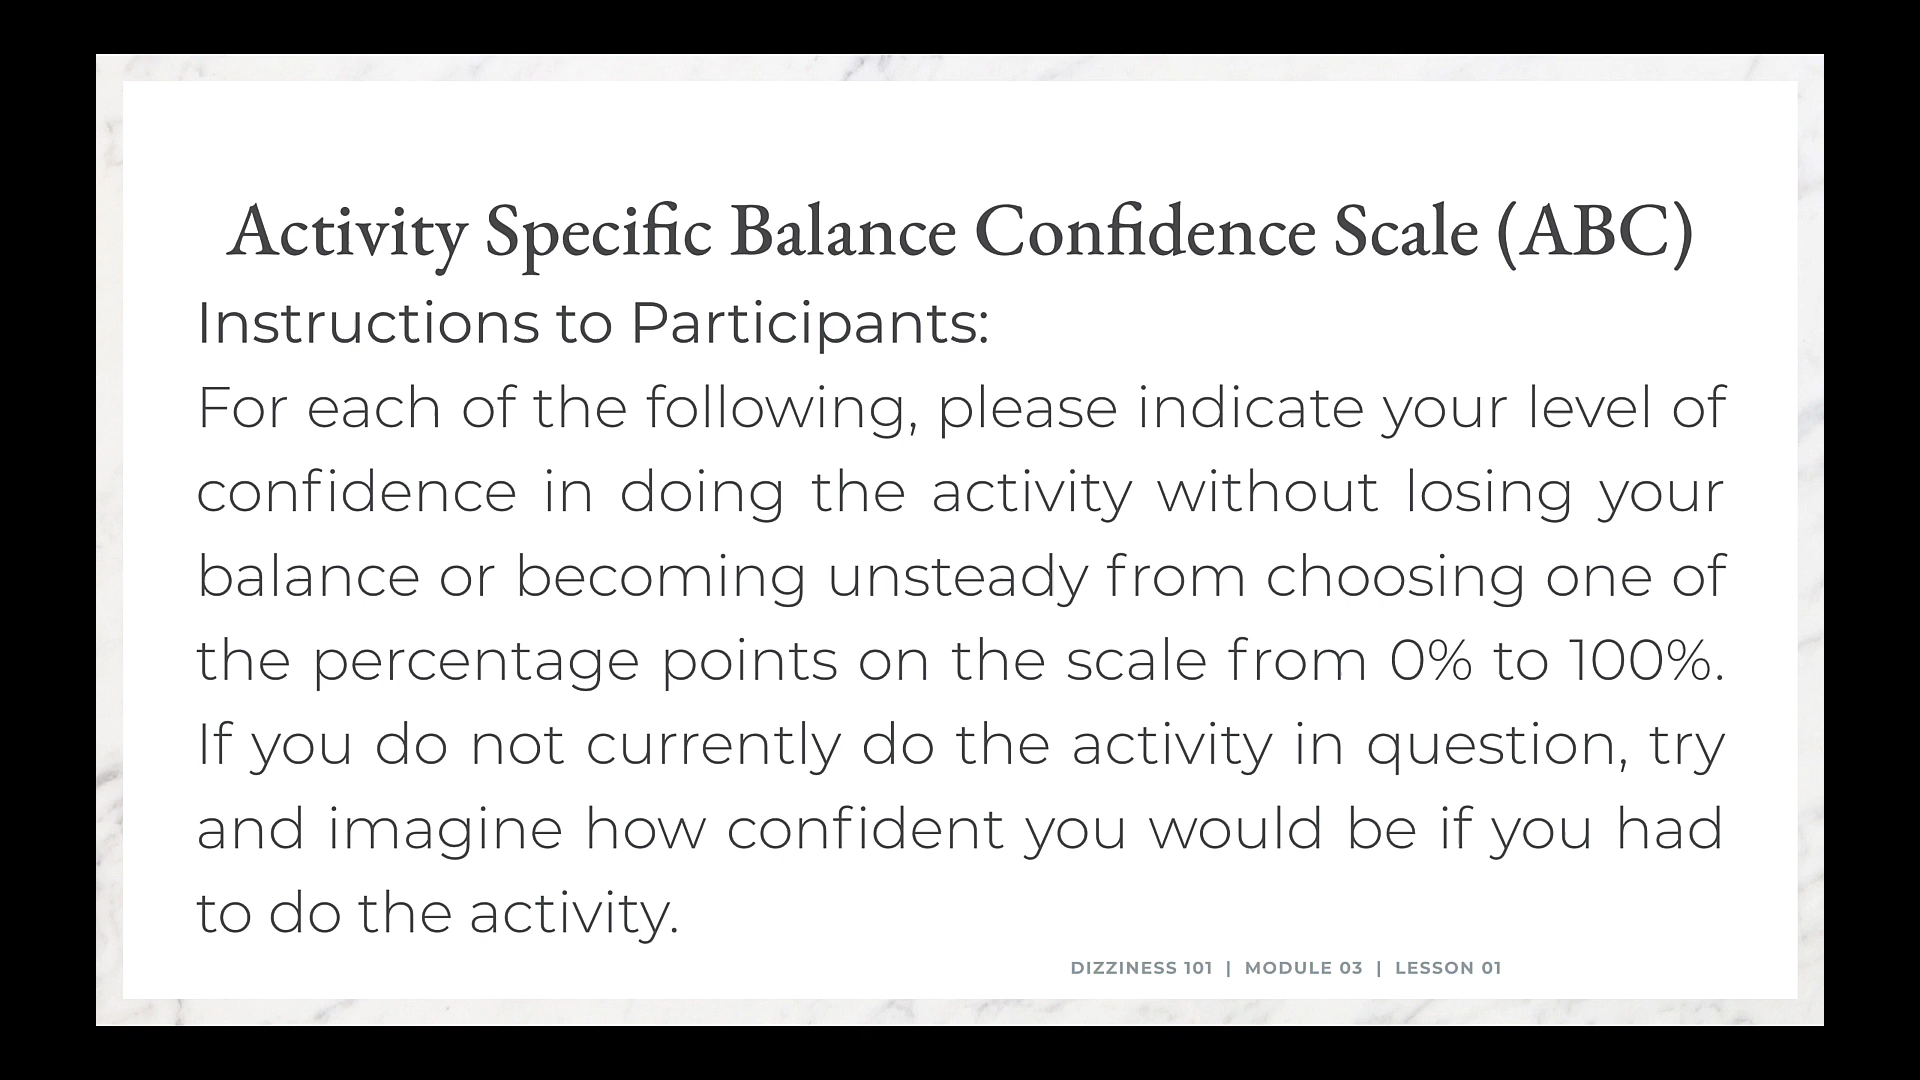 Activity Specific Balance Confidence Scale (ABC)
Instructions to Participants:
For each of the following, please indicate your level of
confidence in doing the activity without losing your
balance or becoming unsteady from choosing one of
the percentage points on the scale from 0% to 100%.
If you do not currently do the activity in question, try
and imagine how confident you would be if you had
to do the activity.
DIZZINESS 101 | MODULE 03 | LESSON 01